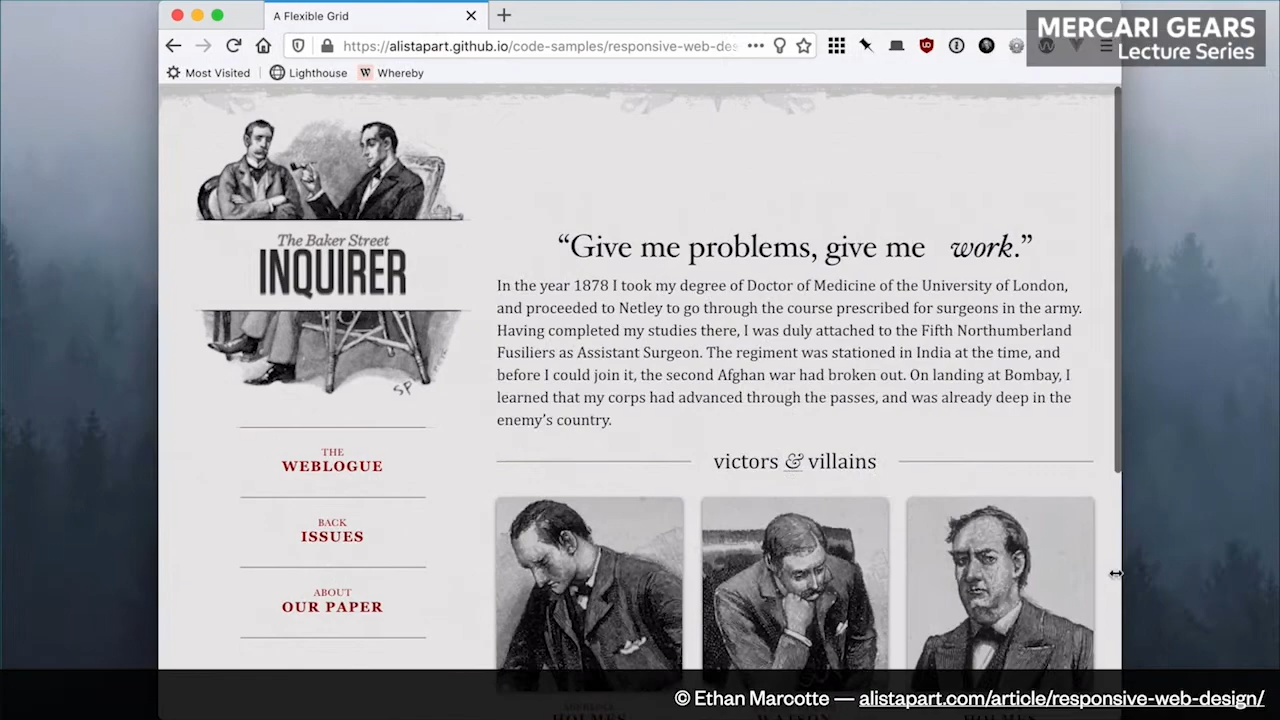 A Flexible Grid
MERCARI GEARS
Lecture Series
https://alistapart.github.io/code-samples/responsive-web-des
Most Visited
Lighthouse
W Whereby
The Baker Street
INQUIRER
“Give me problems, give me work.”
In the year 1878 I took my degree of Doctor of Medicine of the University of London,
and proceeded to Netley to go through the course prescribed for surgeons in the army.
Having completed my studies there, I was duly attached to the Fifth Northumberland
Fusiliers as Assistant Surgeon. The regiment was stationed in India at the time, and
before I could join it, the second Afghan war had broken out. On landing at Bombay, I
learned that my corps had advanced through the passes, and was already deep in the
enemy’s country.
SP
THE
WEBLOGUE
BACK
ISSUES
ABOUT
OUR PAPER
victors & villains
© Ethan Marcotte — alistapart.com/article/responsive-web-design/